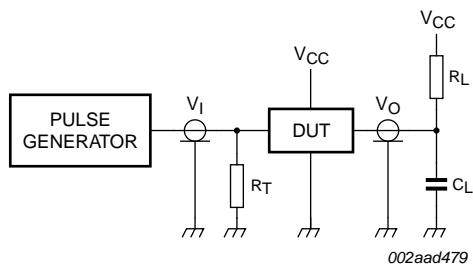 VCC
VCC
RL
PULSE
GENERATOR
VI
DUT
VO
RT
CL
002aad479